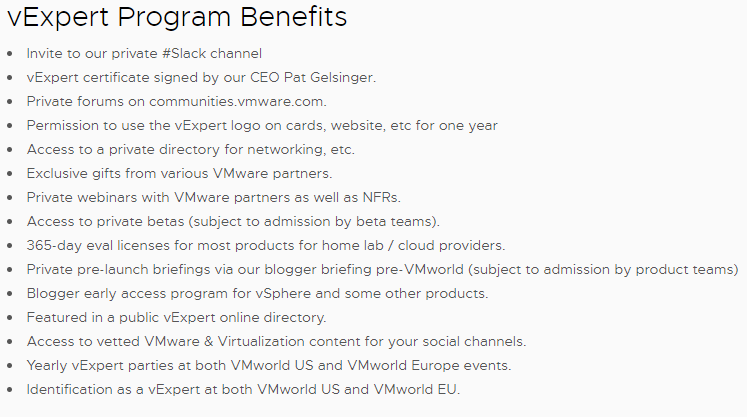 vExpert Program Benefits
• Invite to our private #Slack channel
• vExpert certificate signed by our CEO Pat Gelsinger.
• Private forums on communities.vmware.com.
• Permission to use the vExpert logo on cards, website, etc for one year
• Access to a private directory for networking, etc.
• Exclusive gifts from various VMware partners.
• Private webinars with VMware partners as well as NFRs.
• Access to private betas (subject to admission by beta teams).
• 365-day eval licenses for most products for home lab / cloud providers.
• Private pre-launch briefings via our blogger briefing pre-VMworld (subject to admission by product teams)
• Blogger early access program for vSphere and some other products.
• Featured in a public vExpert online directory.
• Access to vetted VMware & Virtualization content for your social channels.
• Yearly vExpert parties at both VMworld US and VMworld Europe events.
• Identification as a vExpert at both VMworld US and VMworld EU.